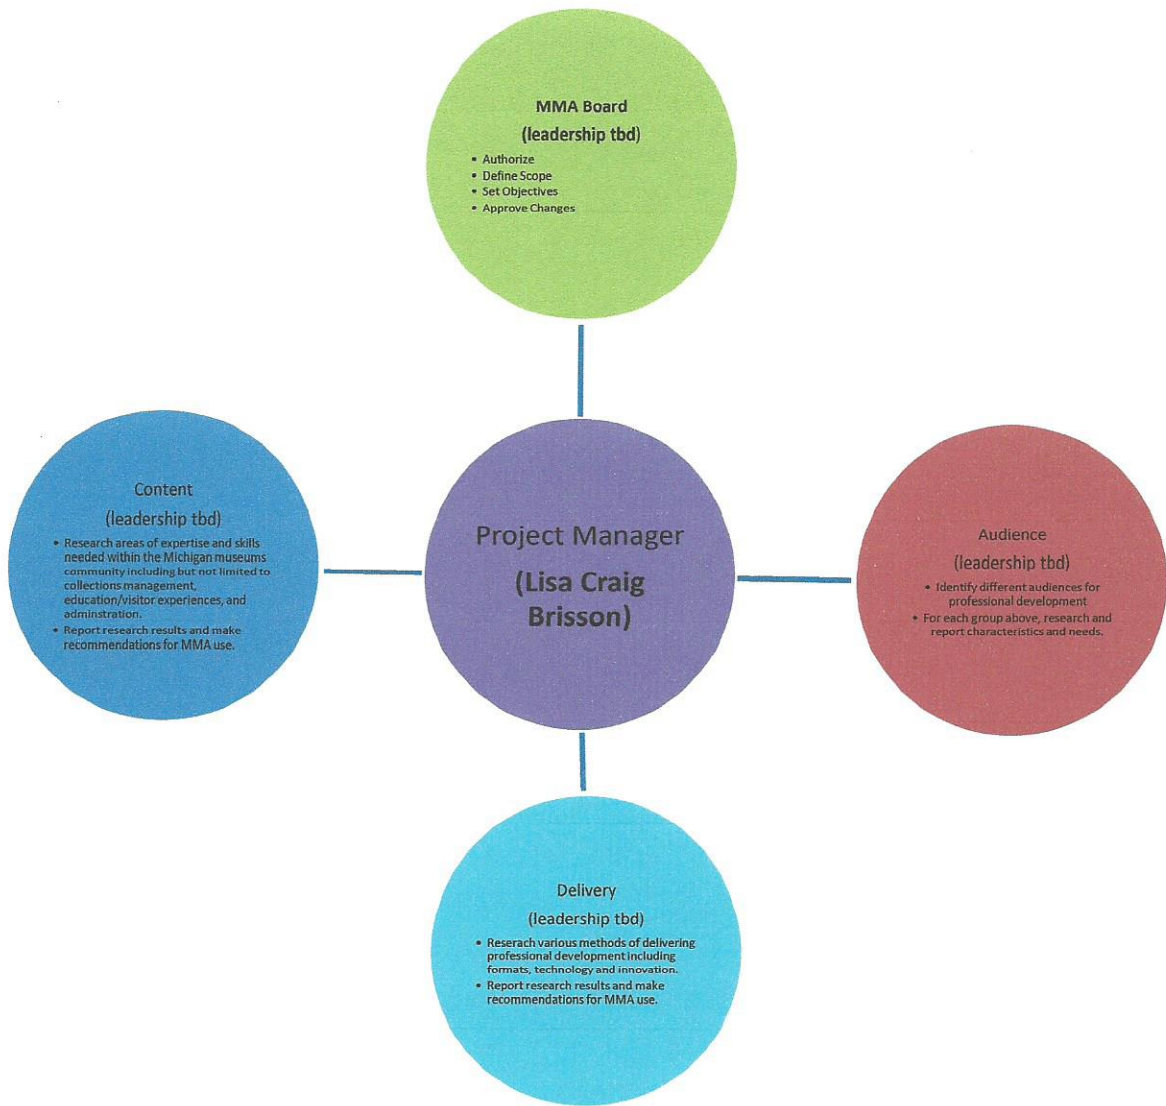 MMA Board
(leadership tbd)
• Authorize
• Define Scope
• Set Objectives
• Approve Changes
Content
(leadership tbd)
• Research areas of expertise and skills
needed within the Michigan museums
community including but not limited to
collections management,
education/visitor experiences, and
adminstration.
• Report research results and make
recommendations for MMA use.
Project Manager
(Lisa Craig
Brisson)
Audience
(leadership tbd)
• Identify different audiences for
professional development
• For each group above, research and
report characteristics and needs.
Delivery
(leadership tbd)
• Reserach various methods of delivering
professional development including
formats, technology and innovation.
• Report research results and make
recommendations for MMA use.